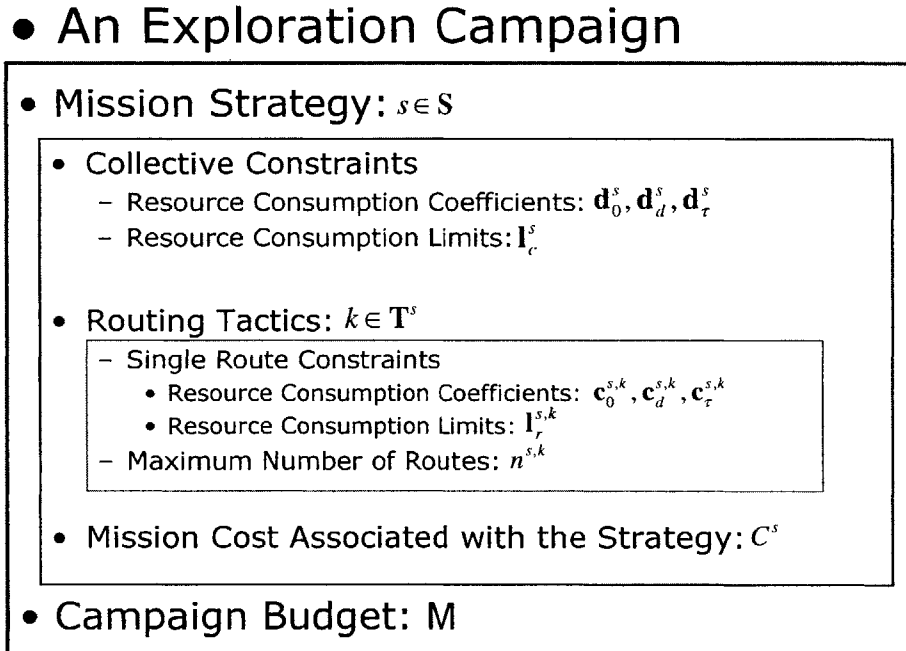 • An Exploration Campaign
• Mission Strategy: s ∈ S
• Collective Constraints
– Resource Consumption Coefficients: d₀ˢ, d_dˢ, d_τˢ
– Resource Consumption Limits: l_cˢ
• Routing Tactics: k ∈ Tˢ
– Single Route Constraints
• Resource Consumption Coefficients: c₀^{s,k}, c_d^{s,k}, c_τ^{s,k}
• Resource Consumption Limits: l_r^{s,k}
– Maximum Number of Routes: n^{s,k}
• Mission Cost Associated with the Strategy: Cˢ
• Campaign Budget: M